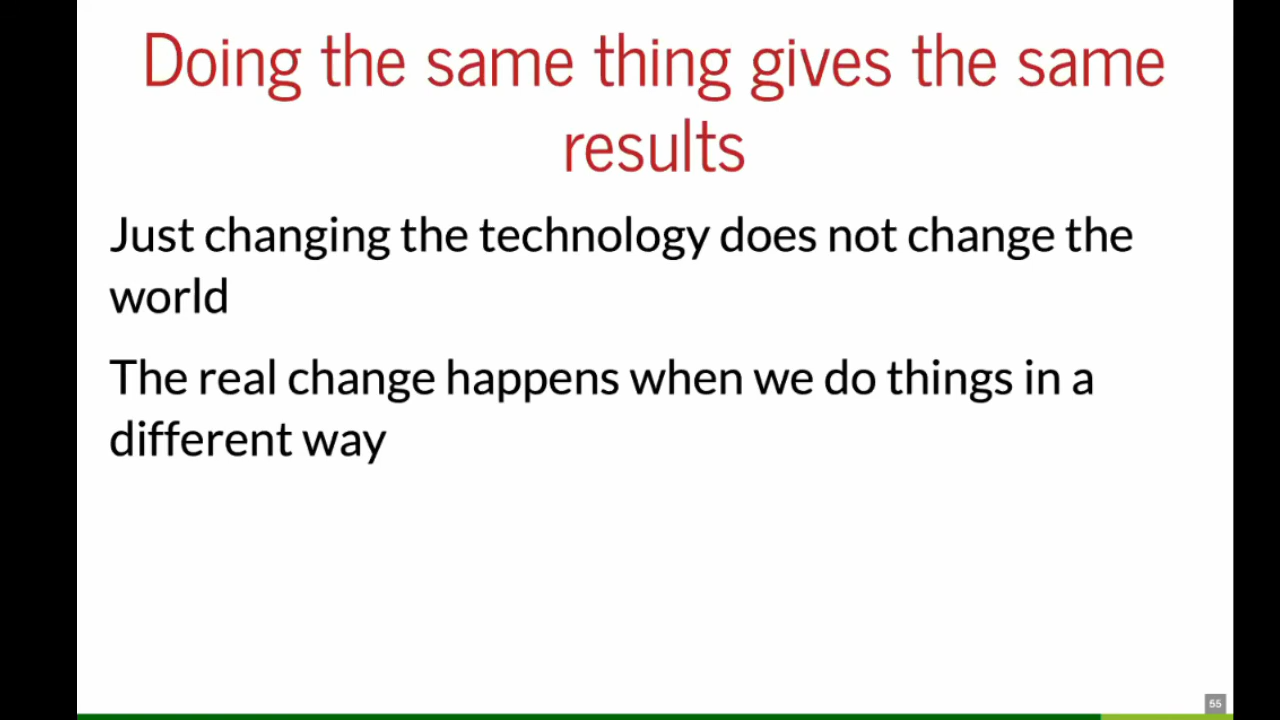 Doing the same thing gives the same
results
Just changing the technology does not change the
world
The real change happens when we do things in a
different way
55